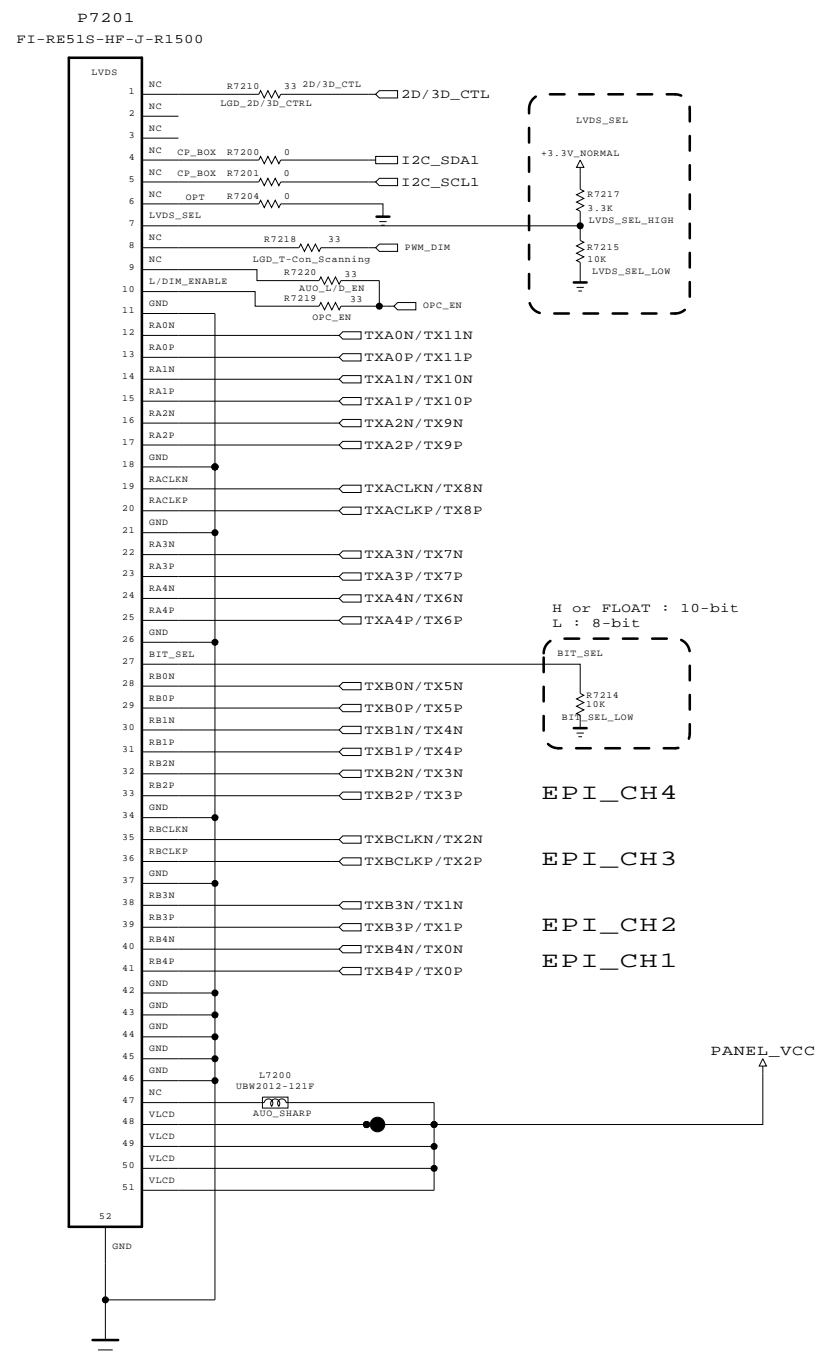 P7201
FI-RE51S-HF-J-R1500
LVDS
1 NC R7210 33 2D/3D_CTL 2D/3D_CTL
LGD_2D/3D_CTRL
2 NC
3 NC
4 NC CP_BOX R7200 0 I2C_SDA1
5 NC CP_BOX R7201 0 I2C_SCL1
6 NC OPT R7204 0
7 LVDS_SEL
8 NC R7218 33 PWM_DIM
LGD_T-Con_Scanning
9 NC R7220 33
AUO_L/D_EN
10 L/DIM_ENABLE R7219 33 OPC_EN
OPC_EN
11 GND
LVDS_SEL
+3.3V_NORMAL
R7217
3.3K
LVDS_SEL_HIGH
R7215
10K
LVDS_SEL_LOW
12 RA0N TXA0N/TX11N
13 RA0P TXA0P/TX11P
14 RA1N TXA1N/TX10N
15 RA1P TXA1P/TX10P
16 RA2N TXA2N/TX9N
17 RA2P TXA2P/TX9P
18 GND
19 RACLKN TXACLKN/TX8N
20 RACLKP TXACLKP/TX8P
21 GND
22 RA3N TXA3N/TX7N
23 RA3P TXA3P/TX7P
24 RA4N TXA4N/TX6N
25 RA4P TXA4P/TX6P
26 GND
27 BIT_SEL
H or FLOAT : 10-bit
L : 8-bit
BIT_SEL
R7214
10K
BIT_SEL_LOW
28 RB0N TXB0N/TX5N
29 RB0P TXB0P/TX5P
30 RB1N TXB1N/TX4N
31 RB1P TXB1P/TX4P
32 RB2N TXB2N/TX3N
33 RB2P TXB2P/TX3P EPI_CH4
34 GND
35 RBCLKN TXBCLKN/TX2N
36 RBCLKP TXBCLKP/TX2P EPI_CH3
37 GND
38 RB3N TXB3N/TX1N
39 RB3P TXB3P/TX1P EPI_CH2
40 RB4N TXB4N/TX0N
41 RB4P TXB4P/TX0P EPI_CH1
42 GND
43 GND
44 GND
45 GND
46 GND
PANEL_VCC
47 NC L7200
UBW2012-121F
AUO_SHARP
48 VLCD
49 VLCD
50 VLCD
51 VLCD
52
GND